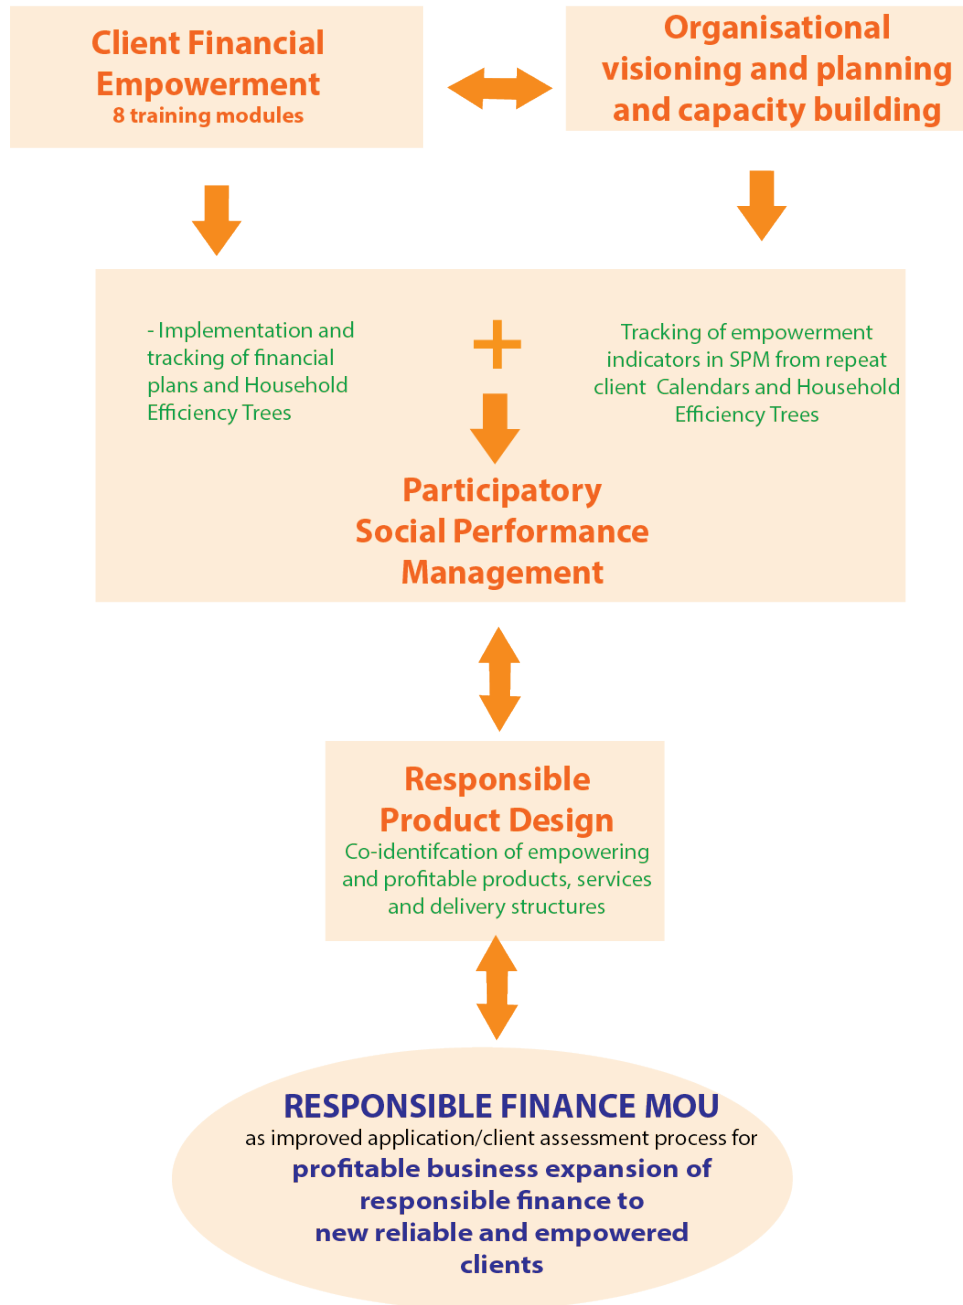 Client Financial
Empowerment
8 training modules
Organisational
visioning and planning
and capacity building
- Implementation and
tracking of financial
plans and Household
Efficiency Trees
+
Tracking of empowerment
indicators in SPM from repeat
client Calendars and Household
Efficiency Trees
Participatory
Social Performance
Management
Responsible
Product Design
Co-identifcation of empowering
and profitable products, services
and delivery structures
RESPONSIBLE FINANCE MOU
as improved application/client assessment process for
profitable business expansion of
responsible finance to
new reliable and empowered
clients